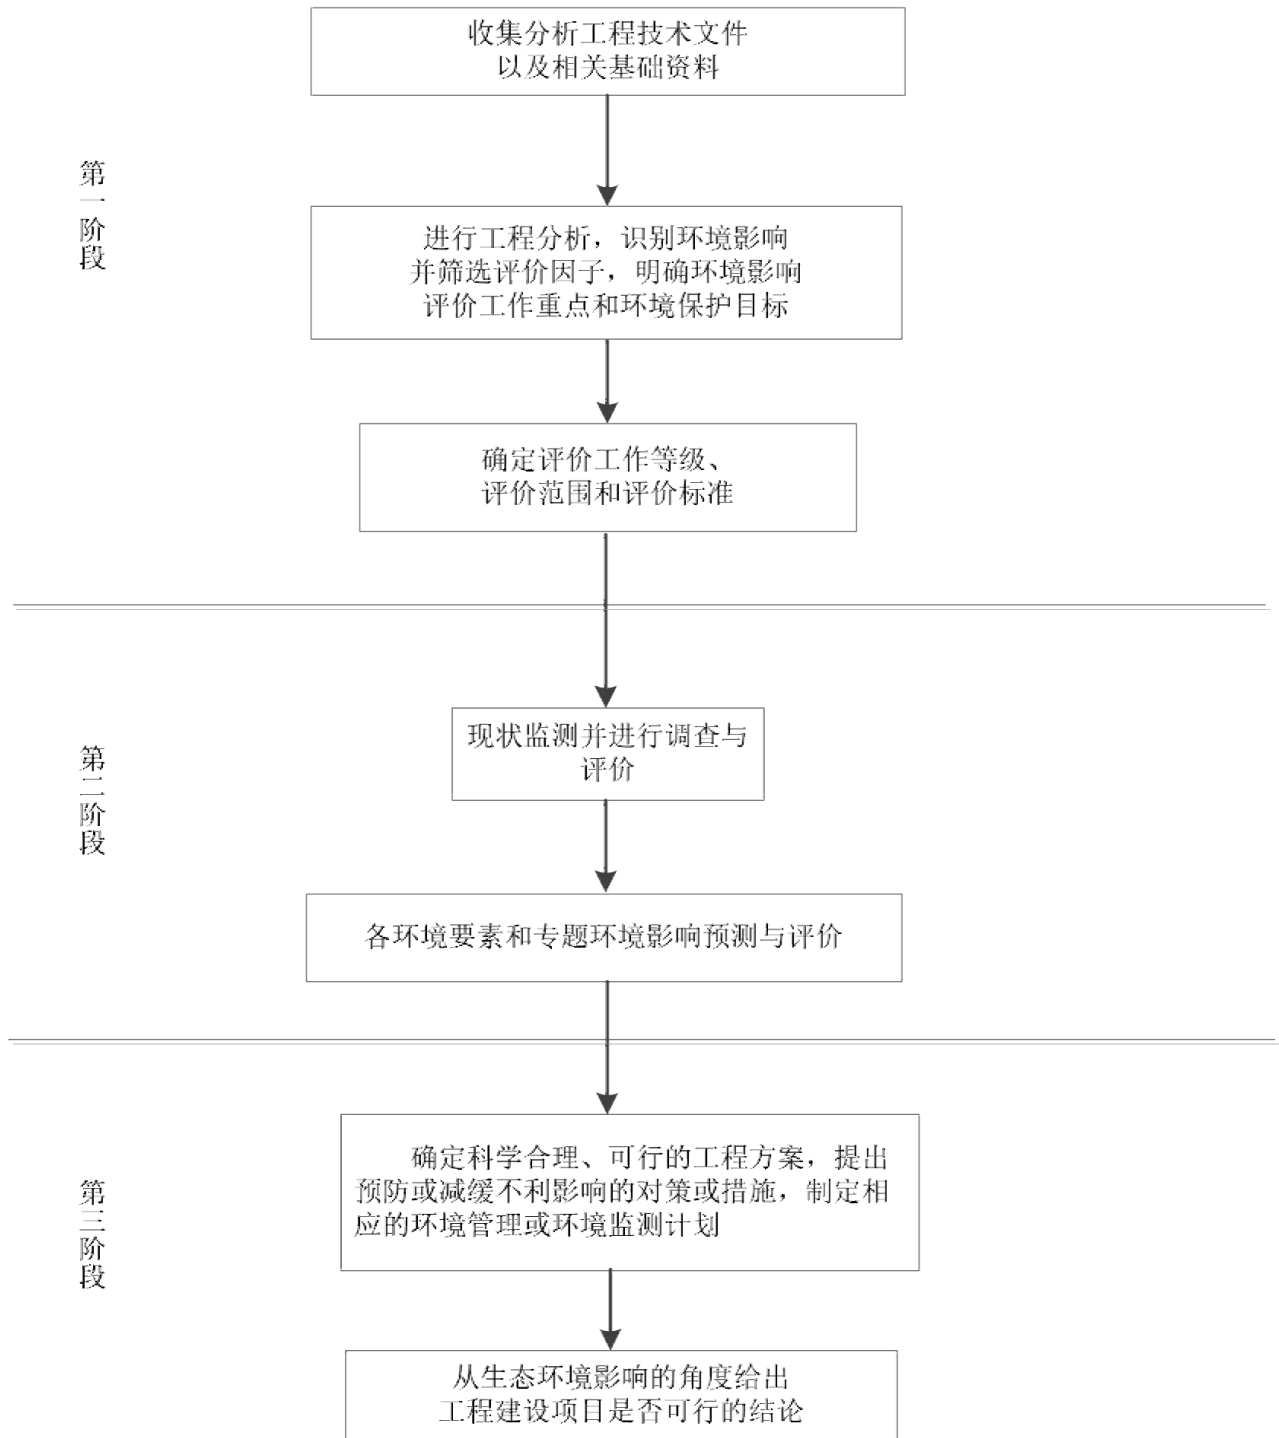 收集分析工程技术文件
以及相关基础资料
第一阶段
进行工程分析，识别环境影响
并筛选评价因子，明确环境影响
评价工作重点和环境保护目标
确定评价工作等级、
评价范围和评价标准
第二阶段
现状监测并进行调查与
评价
各环境要素和专题环境影响预测与评价
第三阶段
确定科学合理、可行的工程方案，提出
预防或减缓不利影响的对策或措施，制定相
应的环境管理或环境监测计划
从生态环境影响的角度给出
工程建设项目是否可行的结论